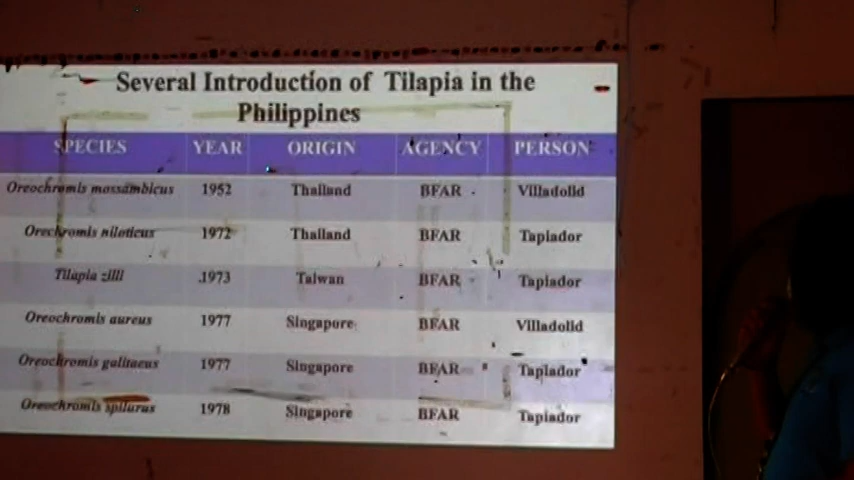 Several Introduction of Tilapia in the
Philippines
SPECIES YEAR ORIGIN AGENCY PERSON
Oreochromis mossambicus 1952 Thailand BFAR Villadolid
Oreochromis niloticus 1972 Thailand BFAR Tapiador
Tilapia zilli 1973 Taiwan BFAR Tapiador
Oreochromis aureus 1977 Singapore BFAR Villadolid
Oreochromis galitaeus 1977 Singapore BFAR Tapiador
Oreochromis spilurus 1978 Singapore BFAR Tapiador